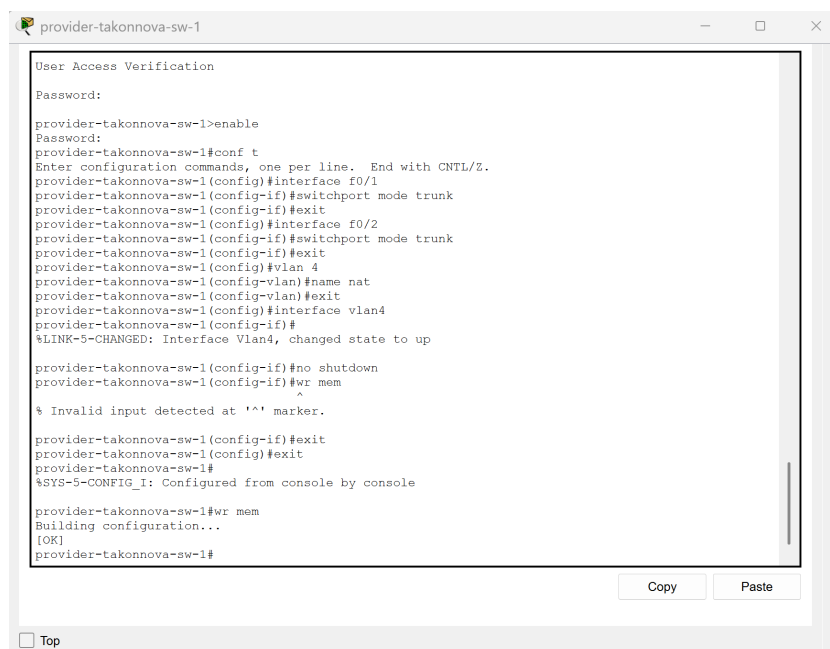 provider-takonnova-sw-1
User Access Verification
Password:
provider-takonnova-sw-1>enable
Password:
provider-takonnova-sw-1#conf t
Enter configuration commands, one per line.  End with CNTL/Z.
provider-takonnova-sw-1(config)#interface f0/1
provider-takonnova-sw-1(config-if)#switchport mode trunk
provider-takonnova-sw-1(config-if)#exit
provider-takonnova-sw-1(config)#interface f0/2
provider-takonnova-sw-1(config-if)#switchport mode trunk
provider-takonnova-sw-1(config-if)#exit
provider-takonnova-sw-1(config)#vlan 4
provider-takonnova-sw-1(config-vlan)#name nat
provider-takonnova-sw-1(config-vlan)#exit
provider-takonnova-sw-1(config)#interface vlan4
provider-takonnova-sw-1(config-if)#
%LINK-5-CHANGED: Interface Vlan4, changed state to up
provider-takonnova-sw-1(config-if)#no shutdown
provider-takonnova-sw-1(config-if)#wr mem
^
% Invalid input detected at '^' marker.
provider-takonnova-sw-1(config-if)#exit
provider-takonnova-sw-1(config)#exit
provider-takonnova-sw-1#
%SYS-5-CONFIG_I: Configured from console by console
provider-takonnova-sw-1#wr mem
Building configuration...
[OK]
provider-takonnova-sw-1#
Copy
Paste
Top